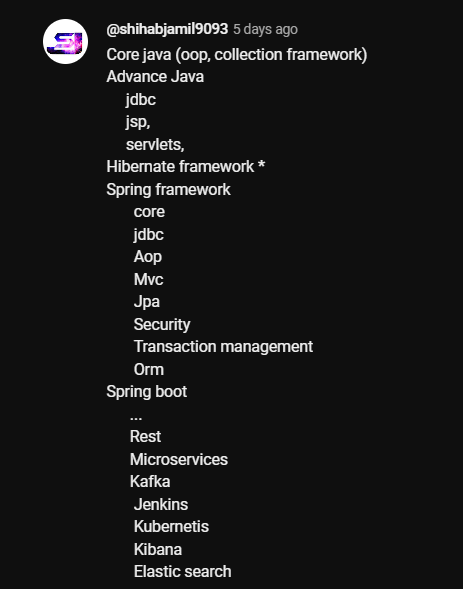 @shihabjamil9093 5 days ago
Core java (oop, collection framework)
Advance Java
jdbc
jsp,
servlets,
Hibernate framework *
Spring framework
core
jdbc
Aop
Mvc
Jpa
Security
Transaction management
Orm
Spring boot
...
Rest
Microservices
Kafka
Jenkins
Kubernetis
Kibana
Elastic search